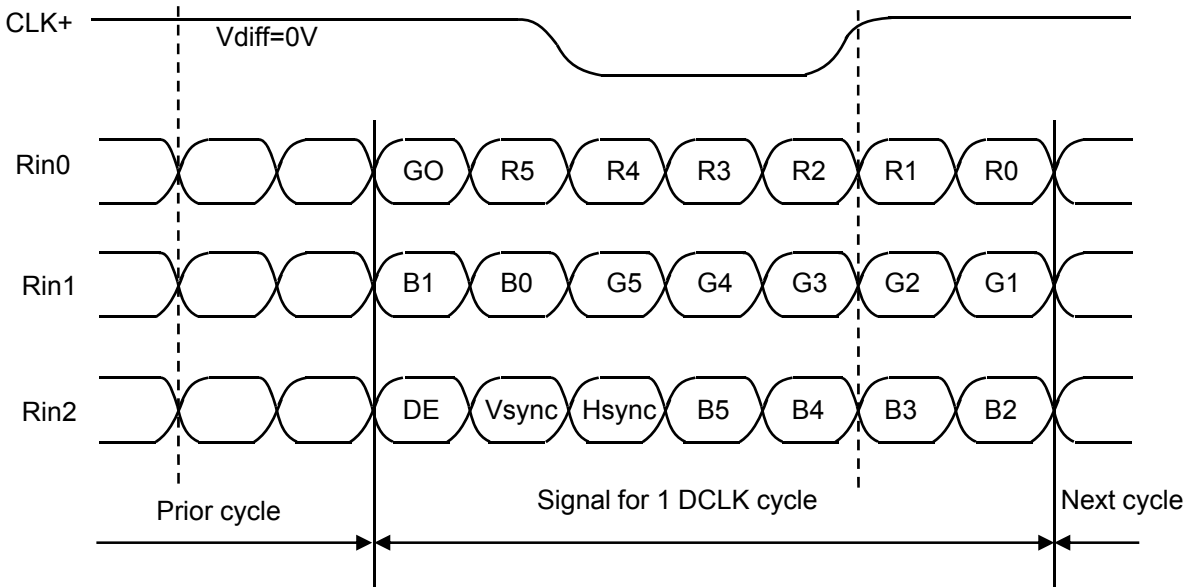 CLK+
Vdiff=0V
Rin0 GO R5 R4 R3 R2 R1 R0
Rin1 B1 B0 G5 G4 G3 G2 G1
Rin2 DE Vsync Hsync B5 B4 B3 B2
Prior cycle Signal for 1 DCLK cycle Next cycle